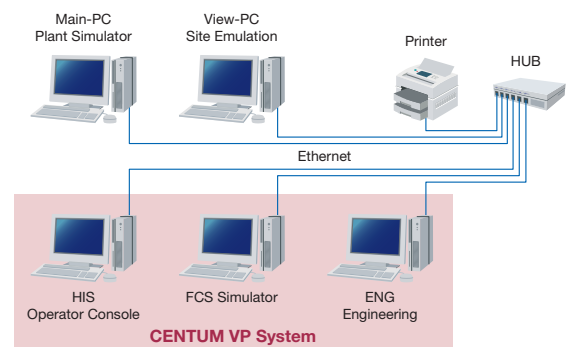 Main-PC
Plant Simulator
View-PC
Site Emulation
Printer
HUB
Ethernet
HIS
Operator Console
FCS Simulator
ENG
Engineering
CENTUM VP System